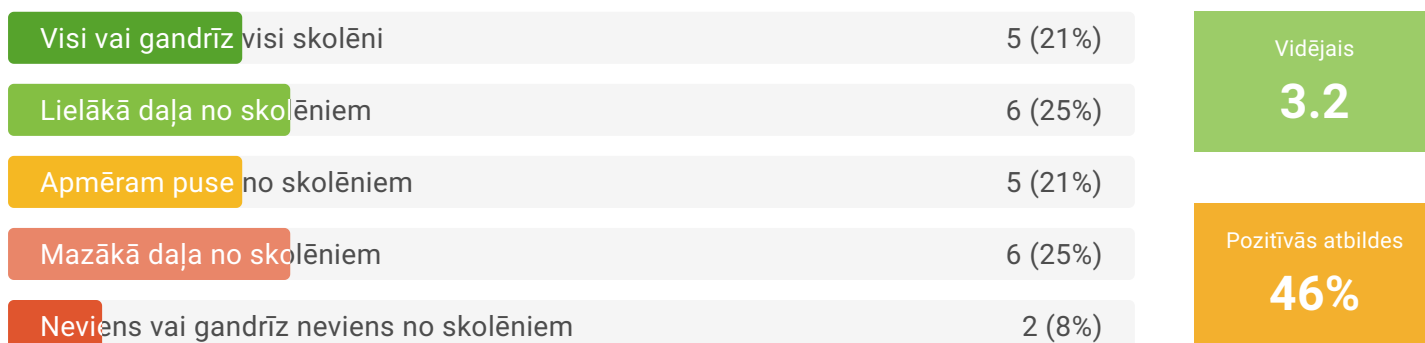 Visi vai gandrīz visi skolēni 5 (21%)
Lielākā daļa no skolēniem 6 (25%)
Apmēram puse no skolēniem 5 (21%)
Mazākā daļa no skolēniem 6 (25%)
Neviens vai gandrīz neviens no skolēniem 2 (8%)
Vidējais
3.2
Pozitīvās atbildes
46%